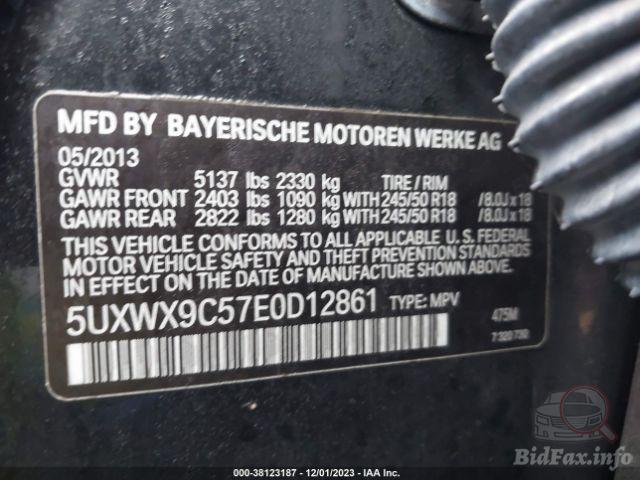 MFD BY BAYERISCHE MOTOREN WERKE AG
05/2013
GVWR 5137 lbs 2330 kg TIRE / RIM
GAWR FRONT 2403 lbs 1090 kg WITH 245/50 R18 /8.0J x 18
GAWR REAR 2822 lbs 1280 kg WITH 245/50 R18 /8.0J x 18
THIS VEHICLE CONFORMS TO ALL APPLICABLE U. S. FEDERAL
MOTOR VEHICLE SAFETY AND THEFT PREVENTION STANDARDS
IN EFFECT ON THE DATE OF MANUFACTURE SHOWN ABOVE.
5UXWX9C57E0D12861 TYPE: MPV
475M
7 320 730
BidFax.info
000-38123187 - 12/01/2023 - IAA Inc.